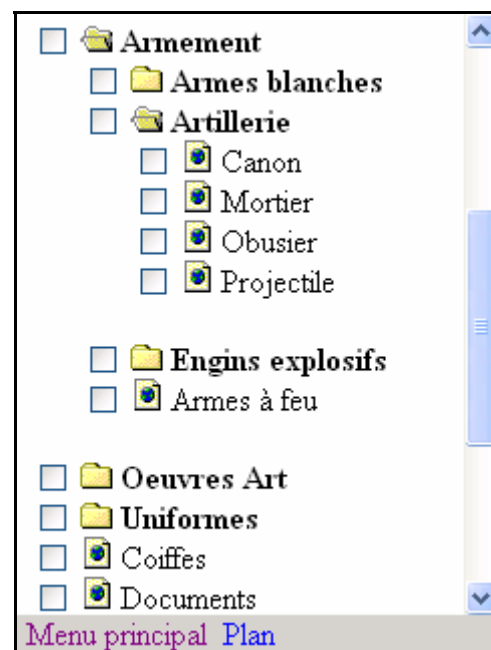 Armement
Armes blanches
Artillerie
Canon
Mortier
Obusier
Projectile
Engins explosifs
Armes à feu
Oeuvres Art
Uniformes
Coiffes
Documents
Menu principal Plan